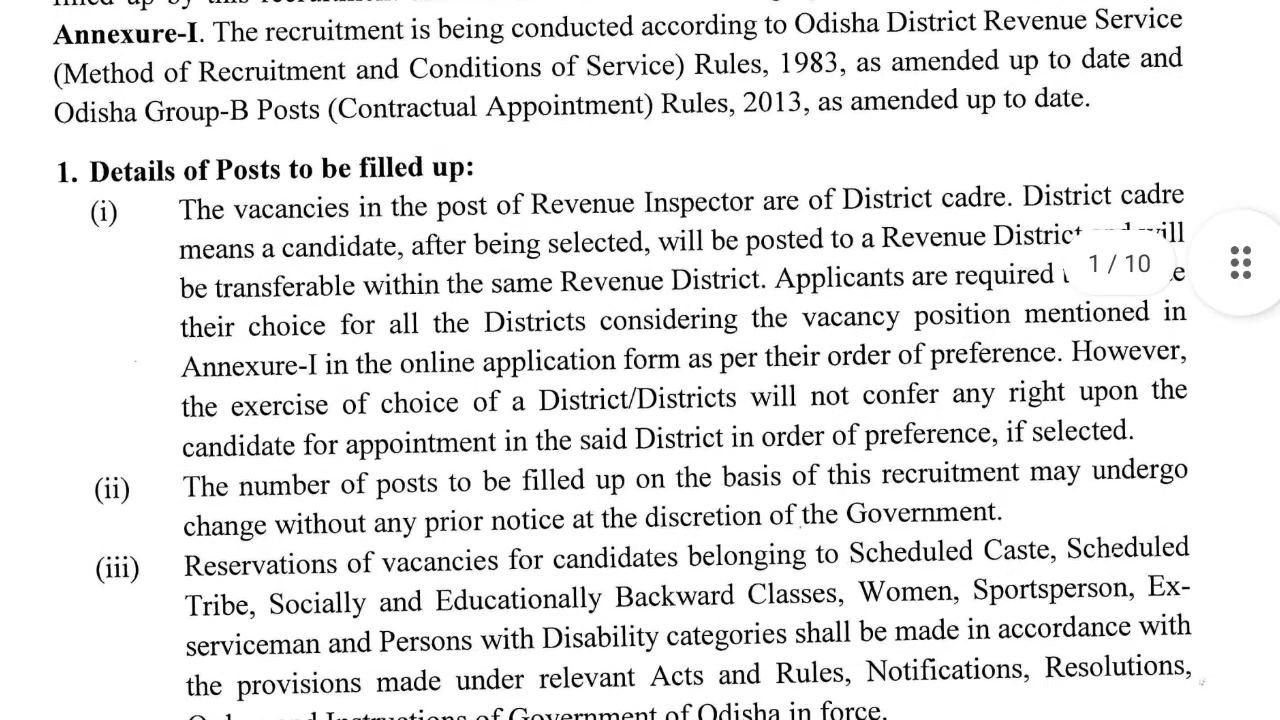 Annexure-I. The recruitment is being conducted according to Odisha District Revenue Service
(Method of Recruitment and Conditions of Service) Rules, 1983, as amended up to date and
Odisha Group-B Posts (Contractual Appointment) Rules, 2013, as amended up to date.
1. Details of Posts to be filled up:
(i) The vacancies in the post of Revenue Inspector are of District cadre. District cadre
means a candidate, after being selected, will be posted to a Revenue District
be transferable within the same Revenue District. Applicants are required
1 / 10
their choice for all the Districts considering the vacancy position mentioned in
Annexure-I in the online application form as per their order of preference. However,
the exercise of choice of a District/Districts will not confer any right upon the
candidate for appointment in the said District in order of preference, if selected.
(ii) The number of posts to be filled up on the basis of this recruitment may undergo
change without any prior notice at the discretion of the Government.
(iii) Reservations of vacancies for candidates belonging to Scheduled Caste, Scheduled
Tribe, Socially and Educationally Backward Classes, Women, Sportsperson, Ex-
serviceman and Persons with Disability categories shall be made in accordance with
the provisions made under relevant Acts and Rules, Notifications, Resolutions,
of Government of Odisha in force.